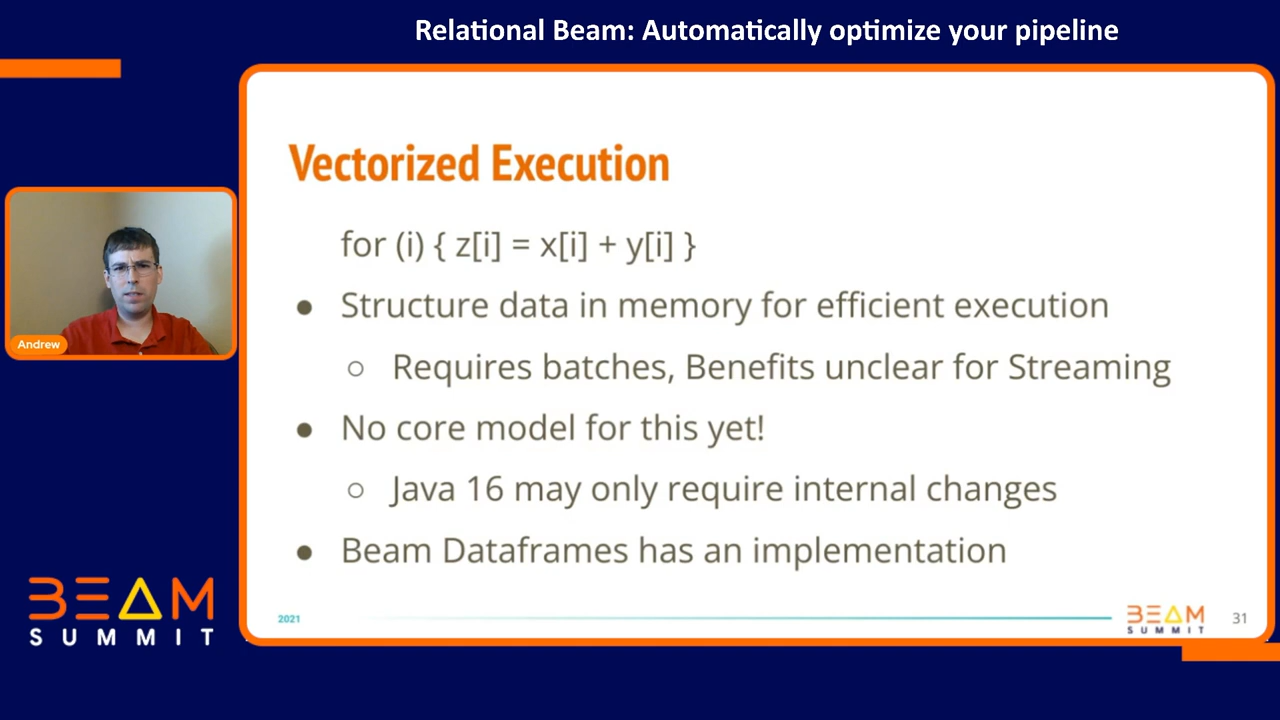 Relational Beam: Automatically optimize your pipeline
Vectorized Execution
for (i) { z[i] = x[i] + y[i] }
● Structure data in memory for efficient execution
○ Requires batches, Benefits unclear for Streaming
● No core model for this yet!
○ Java 16 may only require internal changes
● Beam Dataframes has an implementation
Andrew
BEAM
SUMMIT
2021
BEAM
SUMMIT
31